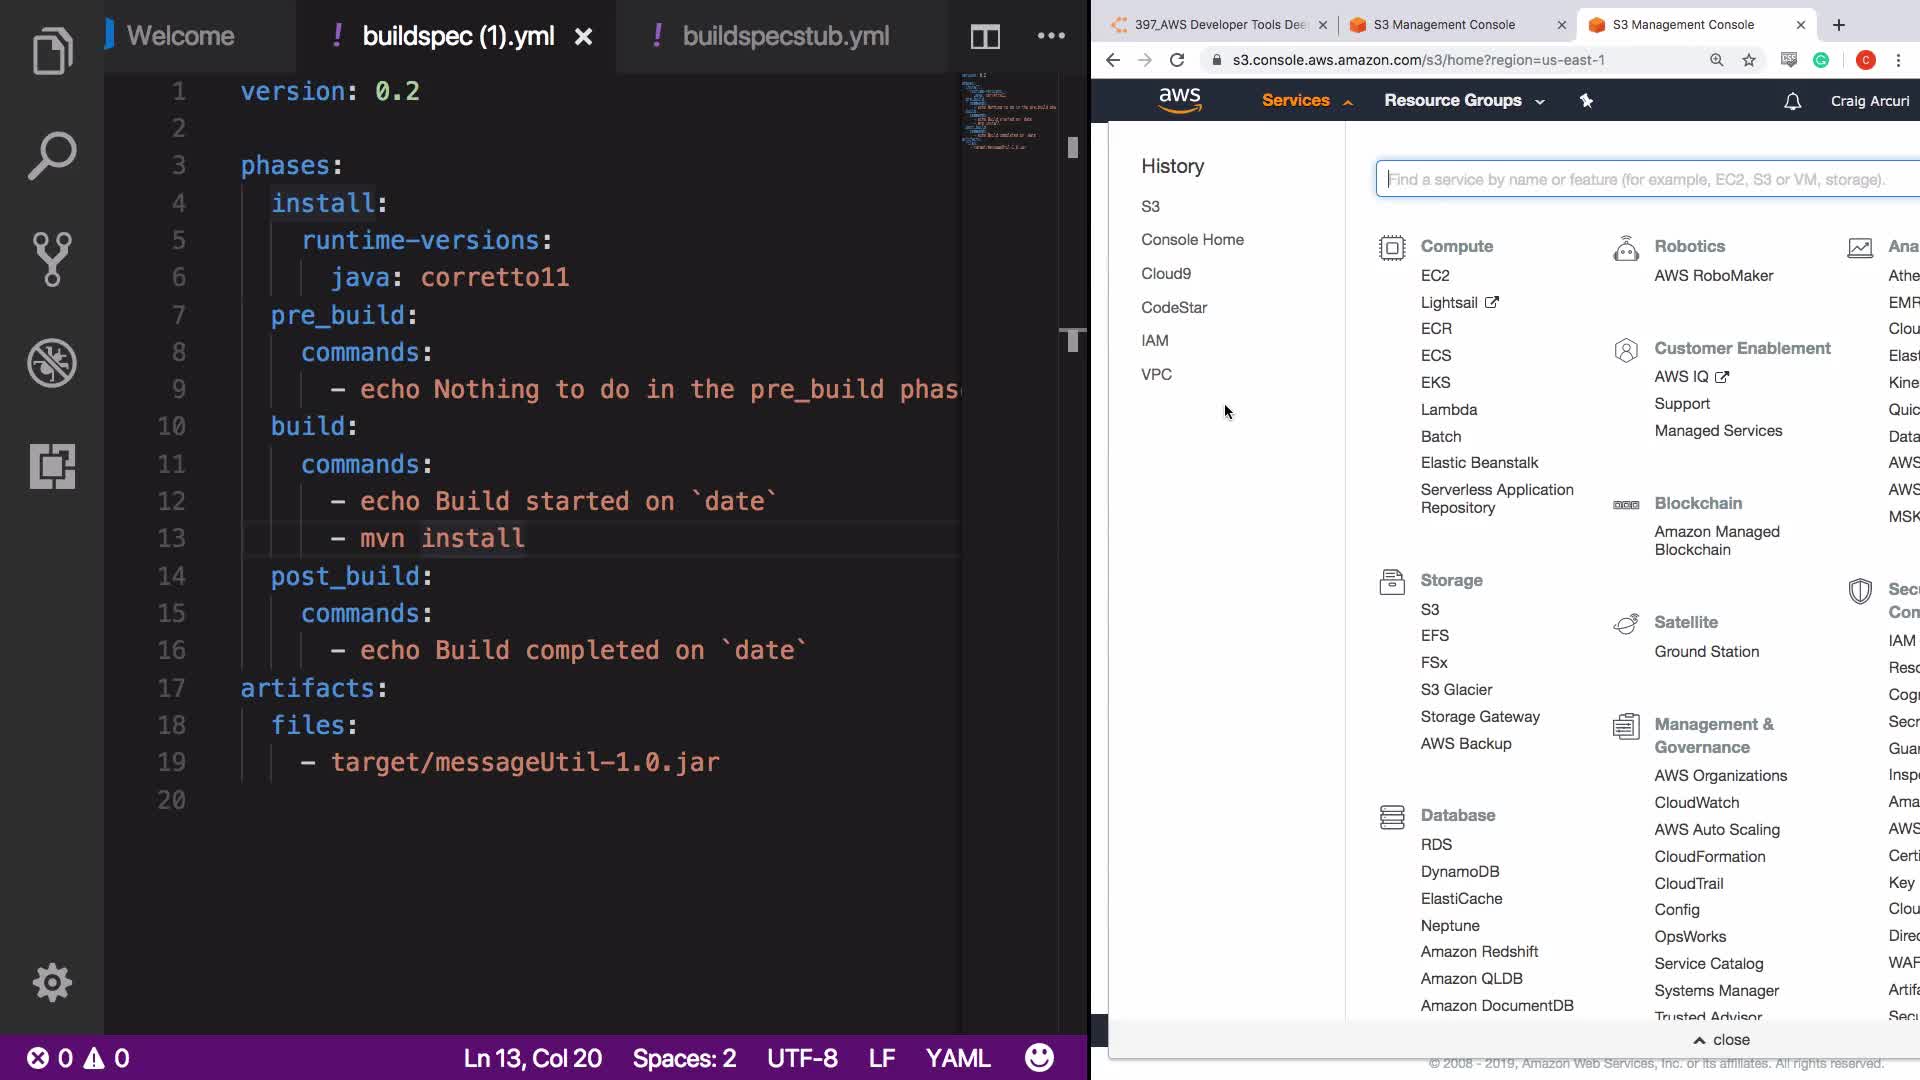 Welcome
! buildspec (1).yml ×
! buildspecstub.yml
1 version: 0.2
2
3 phases:
4 install:
5 runtime-versions:
6 java: corretto11
7 pre_build:
8 commands:
9 - echo Nothing to do in the pre_build phas
10 build:
11 commands:
12 - echo Build started on `date`
13 - mvn install
14 post_build:
15 commands:
16 - echo Build completed on `date`
17 artifacts:
18 files:
19 - target/messageUtil-1.0.jar
20
0 0
Ln 13, Col 20 Spaces: 2 UTF-8 LF YAML
397_AWS Developer Tools Dee
S3 Management Console
S3 Management Console
s3.console.aws.amazon.com/s3/home?region=us-east-1
C
aws
Services
Resource Groups
Craig Arcuri
History
S3
Console Home
Cloud9
CodeStar
IAM
VPC
Find a service by name or feature (for example, EC2, S3 or VM, storage).
Compute
EC2
Lightsail
ECR
ECS
EKS
Lambda
Batch
Elastic Beanstalk
Serverless Application
Repository
Storage
S3
EFS
FSx
S3 Glacier
Storage Gateway
AWS Backup
Database
RDS
DynamoDB
ElastiCache
Neptune
Amazon Redshift
Amazon QLDB
Amazon DocumentDB
Robotics
AWS RoboMaker
Customer Enablement
AWS IQ
Support
Managed Services
Blockchain
Amazon Managed
Blockchain
Satellite
Ground Station
Management &
Governance
AWS Organizations
CloudWatch
AWS Auto Scaling
CloudFormation
CloudTrail
Config
OpsWorks
Service Catalog
Systems Manager
Trusted Advisor
Ana
Athe
EMR
Clou
Elast
Kine
Quic
Data
AWS
AWS
MSK
Secu
Con
IAM
Reso
Cogn
Secr
Guar
Insp
Ama
AWS
Certi
Key
Clou
Direc
WAF
Artifa
Secu
close
© 2008 - 2019, Amazon Web Services, Inc. or its affiliates. All rights reserved.